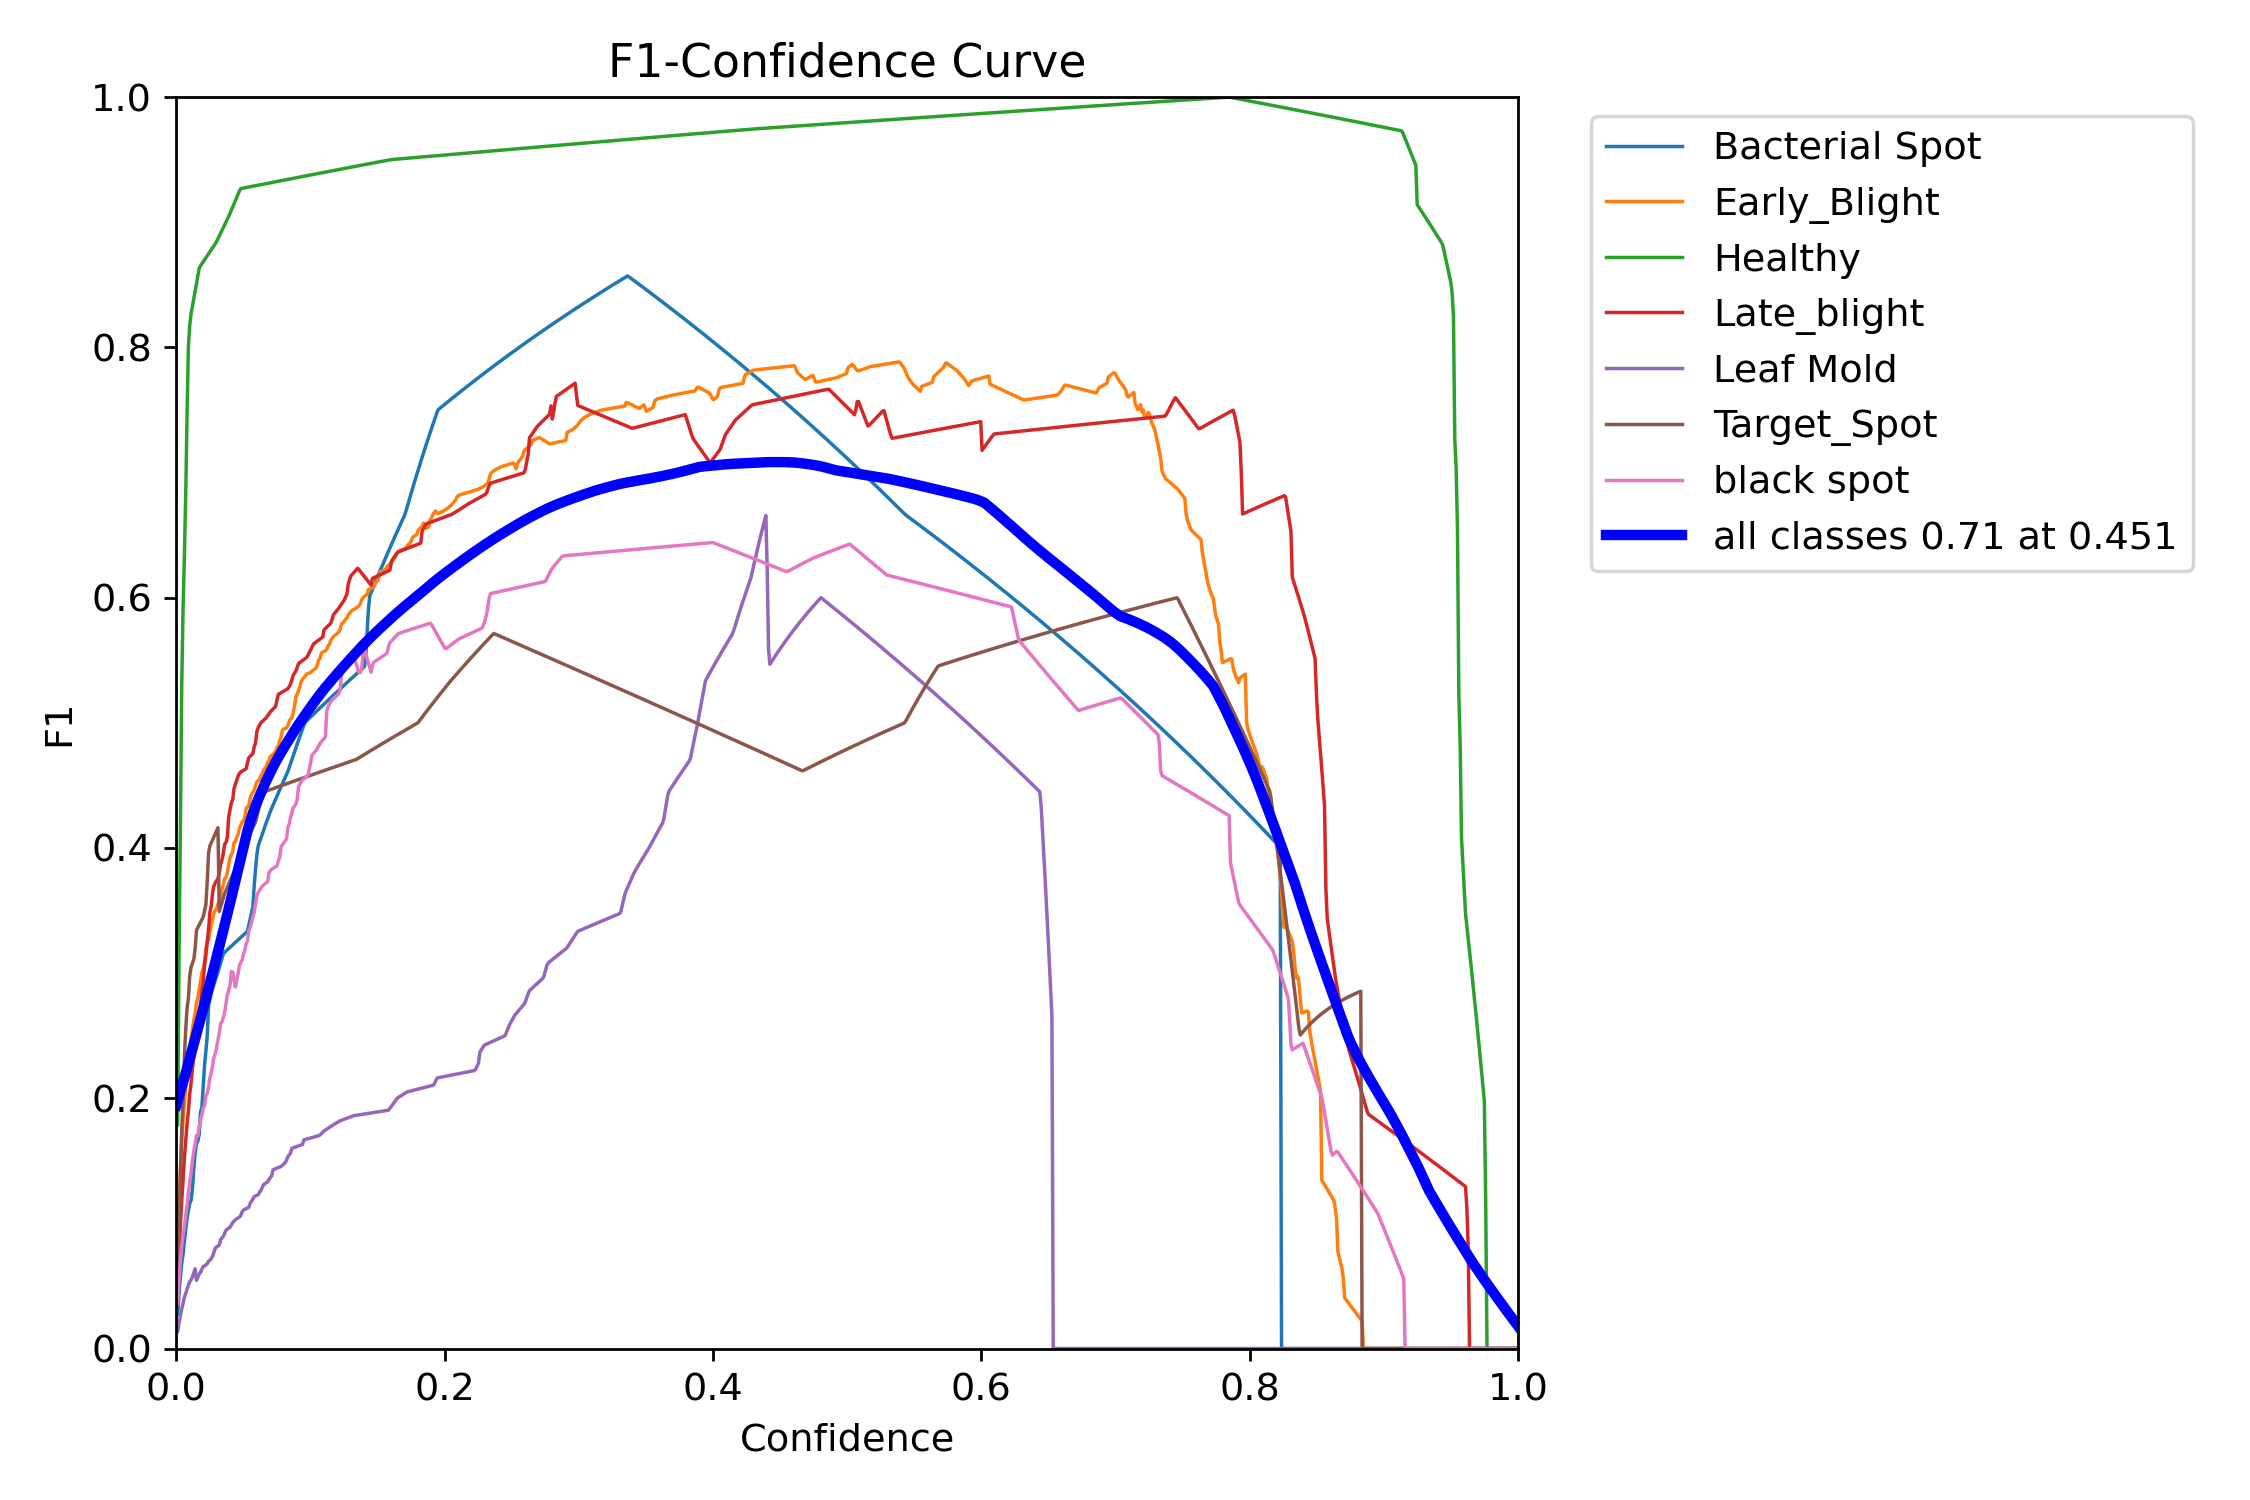 F1-Confidence Curve
1.0
0.8
0.6
0.4
0.2
0.0
F1
0.0 0.2 0.4 0.6 0.8 1.0
Confidence
Bacterial Spot
Early_Blight
Healthy
Late_blight
Leaf Mold
Target_Spot
black spot
all classes 0.71 at 0.451